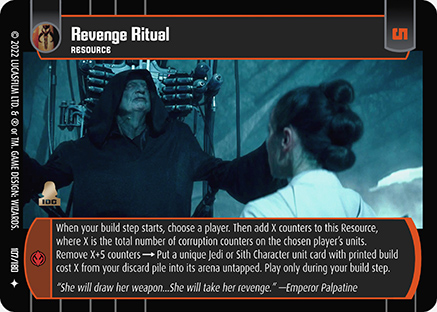 Revenge Ritual
RESOURCE
5
© 2022 LUCASFILM LTD. & ® OR TM. GAME DESIGN: WIZARDS.
100
When your build step starts, choose a player. Then add X counters to this Resource,
where X is the total number of corruption counters on the chosen player's units.
Remove X+5 counters → Put a unique Jedi or Sith Character unit card with printed build
cost X from your discard pile into its arena untapped. Play only during your build step.
"She will draw her weapon...She will take her revenge." —Emperor Palpatine
107/180